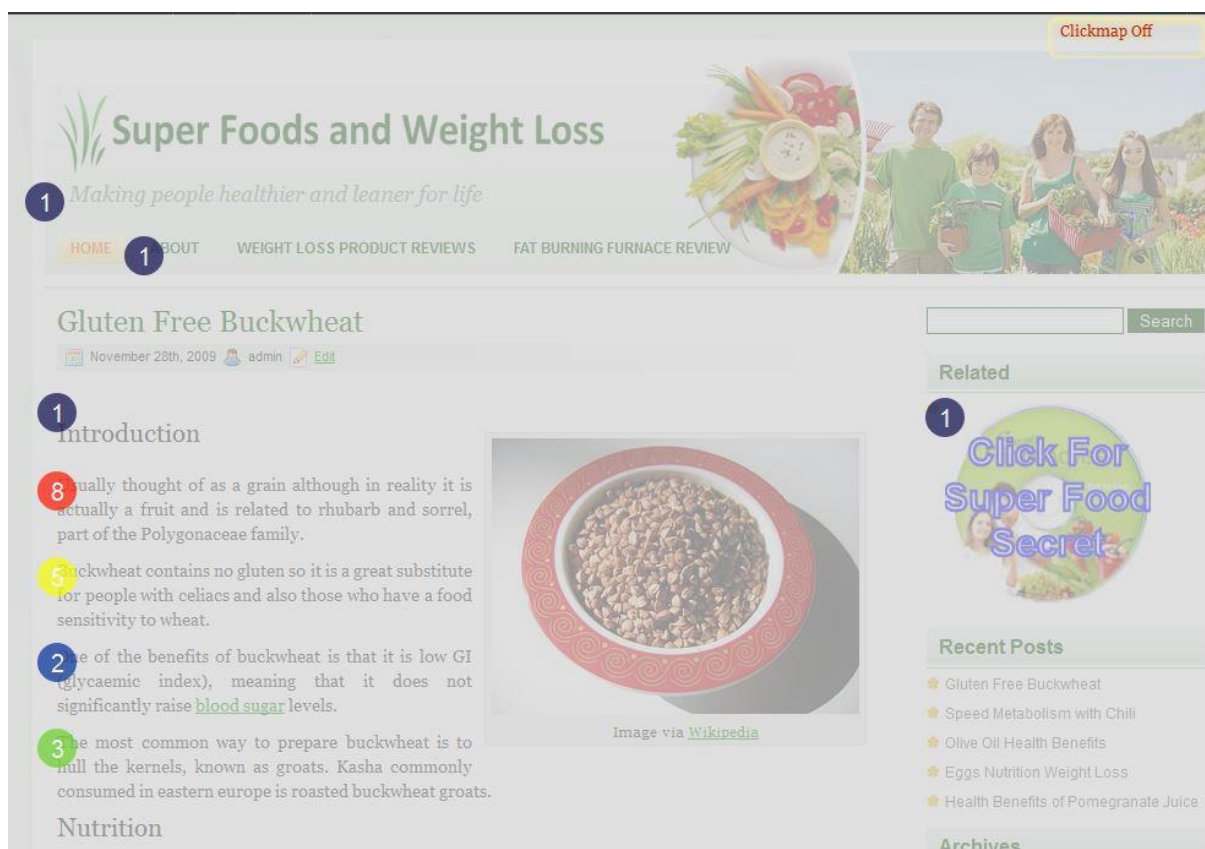 Clickmap Off
Super Foods and Weight Loss
1 Making people healthier and leaner for life
HOME 1 ABOUT WEIGHT LOSS PRODUCT REVIEWS FAT BURNING FURNACE REVIEW
Gluten Free Buckwheat
November 28th, 2009 admin Edit
1
Introduction
8
Usually thought of as a grain although in reality it is
actually a fruit and is related to rhubarb and sorrel,
part of the Polygonaceae family.
5
Buckwheat contains no gluten so it is a great substitute
for people with celiacs and also those who have a food
sensitivity to wheat.
2
One of the benefits of buckwheat is that it is low GI
(glycaemic index), meaning that it does not
significantly raise blood sugar levels.
3
The most common way to prepare buckwheat is to
hull the kernels, known as groats. Kasha commonly
consumed in eastern europe is roasted buckwheat groats.
Nutrition
Image via Wikipedia
Search
Related
1
Click For
Super Food
Secret
Recent Posts
Gluten Free Buckwheat
Speed Metabolism with Chili
Olive Oil Health Benefits
Eggs Nutrition Weight Loss
Health Benefits of Pomegranate Juice
Archives